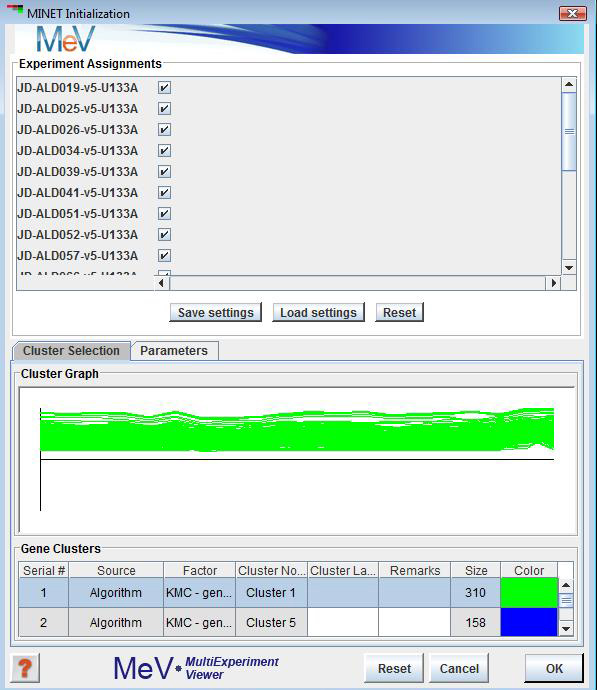 MINET Initialization
MeV
Experiment Assignments
JD-ALD019-v5-U133A
JD-ALD025-v5-U133A
JD-ALD026-v5-U133A
JD-ALD034-v5-U133A
JD-ALD039-v5-U133A
JD-ALD041-v5-U133A
JD-ALD051-v5-U133A
JD-ALD052-v5-U133A
JD-ALD057-v5-U133A
Save settings Load settings Reset
Cluster Selection Parameters
Cluster Graph
Gene Clusters
Serial # Source Factor Cluster No... Cluster La... Remarks Size Color
1 Algorithm KMC - gen... Cluster 1 310
2 Algorithm KMC - gen... Cluster 5 158
? MeV MultiExperiment Viewer Reset Cancel OK